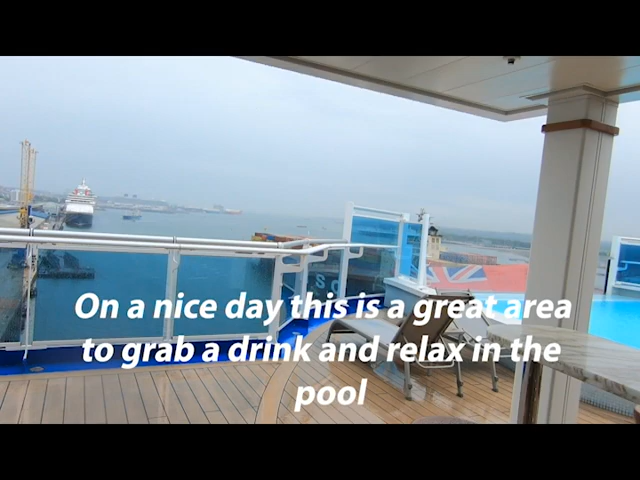 On a nice day this is a great area
to grab a drink and relax in the
pool